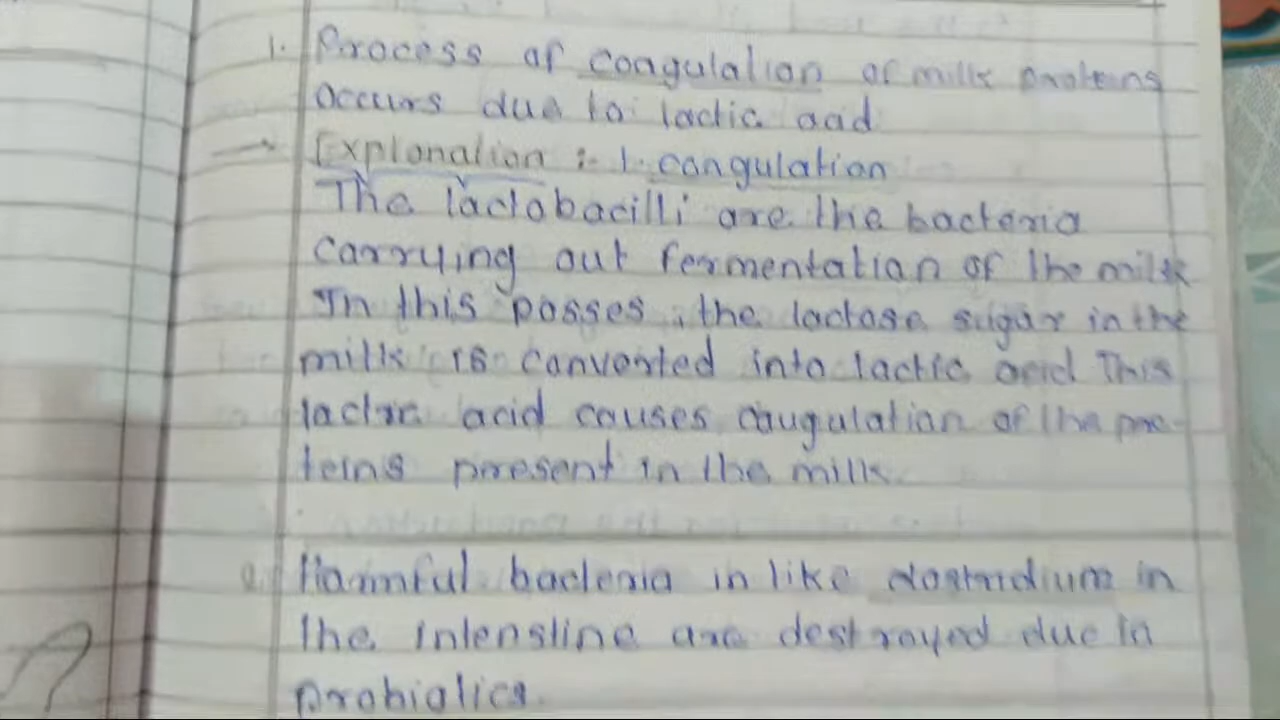 1. Process of coagulation of milk proteins
occurs due to lactic acid
→ Explanation :- 1. coagulation
The lactobacilli are the bacteria
carrying out fermentation of the milk
In this posses, the lactose sugar in the
milk is converted into lactic acid This
lactic acid causes caugulation of the pro-
teins present in the milk.
Harmful bacteria in like clostridium in
the intenstine are destroyed due to
probiotics.